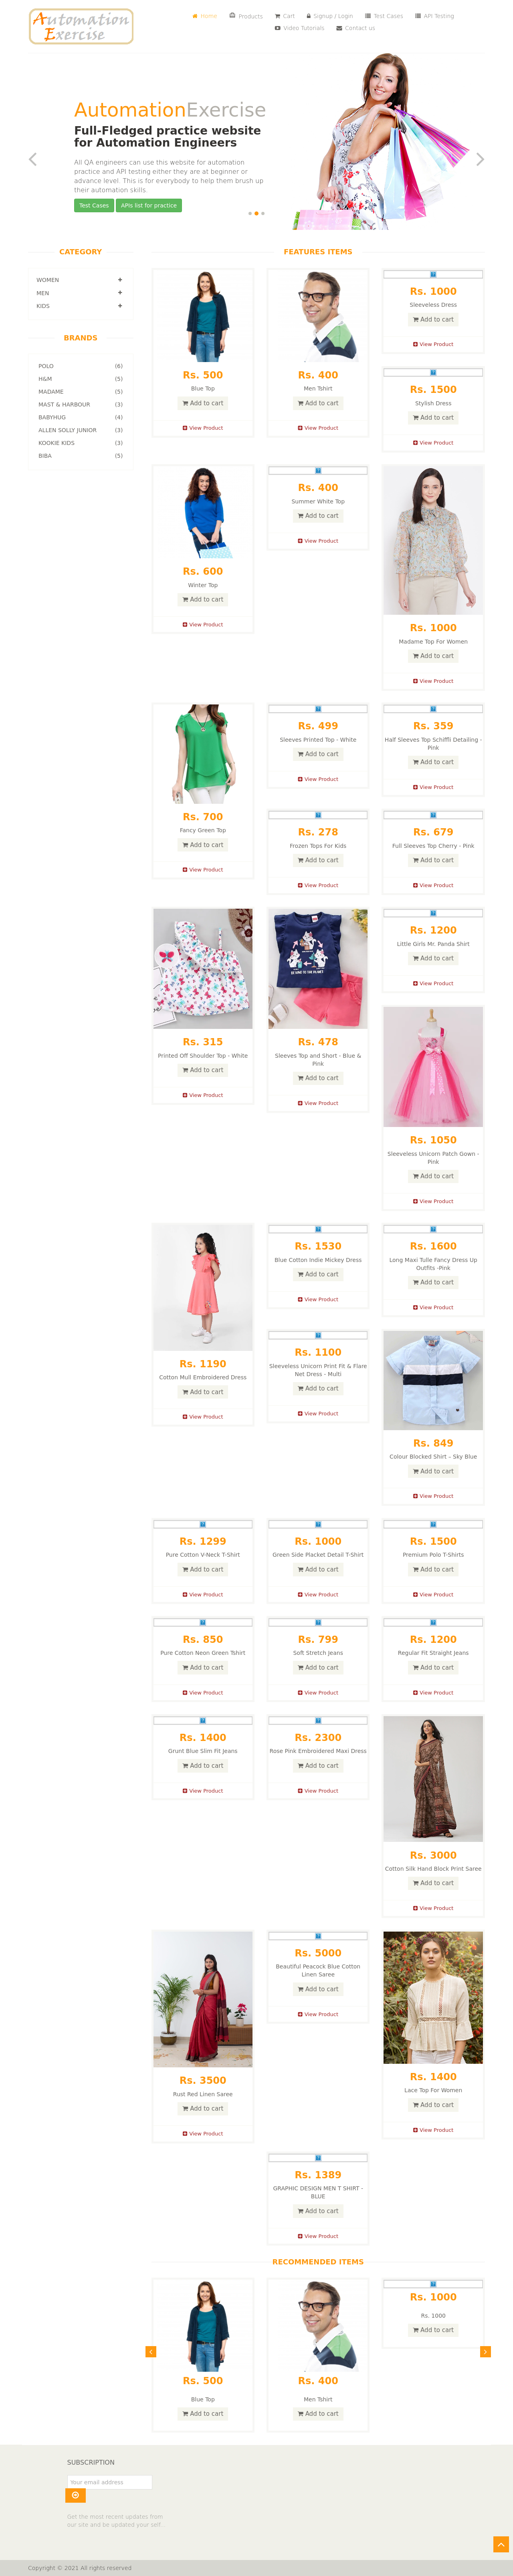 Automation
Exercise
Home
Products
Cart
Signup / Login
Test Cases
API Testing
Video Tutorials
Contact us
AutomationExercise
Full-Fledged practice website
for Automation Engineers
All QA engineers can use this website for automation
practice and API testing either they are at beginner or
advance level. This is for everybody to help them brush up
their automation skills.
Test Cases
APIs list for practice
CATEGORY
WOMEN
MEN
KIDS
BRANDS
POLO (6)
H&M (5)
MADAME (5)
MAST & HARBOUR (3)
BABYHUG (4)
ALLEN SOLLY JUNIOR (3)
KOOKIE KIDS (3)
BIBA (5)
FEATURES ITEMS
Rs. 500
Blue Top
Add to cart
View Product
Rs. 400
Men Tshirt
Add to cart
View Product
Rs. 1000
Sleeveless Dress
Add to cart
View Product
Rs. 1500
Stylish Dress
Add to cart
View Product
Rs. 600
Winter Top
Add to cart
View Product
Rs. 400
Summer White Top
Add to cart
View Product
Rs. 1000
Madame Top For Women
Add to cart
View Product
Rs. 700
Fancy Green Top
Add to cart
View Product
Rs. 499
Sleeves Printed Top - White
Add to cart
View Product
Rs. 359
Half Sleeves Top Schiffli Detailing -
Pink
Add to cart
View Product
Rs. 278
Frozen Tops For Kids
Add to cart
View Product
Rs. 679
Full Sleeves Top Cherry - Pink
Add to cart
View Product
Rs. 315
Printed Off Shoulder Top - White
Add to cart
View Product
Rs. 478
Sleeves Top and Short - Blue &
Pink
Add to cart
View Product
Rs. 1200
Little Girls Mr. Panda Shirt
Add to cart
View Product
Rs. 1050
Sleeveless Unicorn Patch Gown -
Pink
Add to cart
View Product
Rs. 1190
Cotton Mull Embroidered Dress
Add to cart
View Product
Rs. 1530
Blue Cotton Indie Mickey Dress
Add to cart
View Product
Rs. 1600
Long Maxi Tulle Fancy Dress Up
Outfits -Pink
Add to cart
View Product
Rs. 1100
Sleeveless Unicorn Print Fit & Flare
Net Dress - Multi
Add to cart
View Product
Rs. 849
Colour Blocked Shirt – Sky Blue
Add to cart
View Product
Rs. 1299
Pure Cotton V-Neck T-Shirt
Add to cart
View Product
Rs. 1000
Green Side Placket Detail T-Shirt
Add to cart
View Product
Rs. 1500
Premium Polo T-Shirts
Add to cart
View Product
Rs. 850
Pure Cotton Neon Green Tshirt
Add to cart
View Product
Rs. 799
Soft Stretch Jeans
Add to cart
View Product
Rs. 1200
Regular Fit Straight Jeans
Add to cart
View Product
Rs. 1400
Grunt Blue Slim Fit Jeans
Add to cart
View Product
Rs. 2300
Rose Pink Embroidered Maxi Dress
Add to cart
View Product
Rs. 3000
Cotton Silk Hand Block Print Saree
Add to cart
View Product
Rs. 3500
Rust Red Linen Saree
Add to cart
View Product
Rs. 5000
Beautiful Peacock Blue Cotton
Linen Saree
Add to cart
View Product
Rs. 1400
Lace Top For Women
Add to cart
View Product
Rs. 1389
GRAPHIC DESIGN MEN T SHIRT -
BLUE
Add to cart
View Product
RECOMMENDED ITEMS
Rs. 500
Blue Top
Add to cart
Rs. 400
Men Tshirt
Add to cart
Rs. 1000
Rs. 1000
Add to cart
SUBSCRIPTION
Your email address
Get the most recent updates from
our site and be updated your self...
Copyright © 2021 All rights reserved